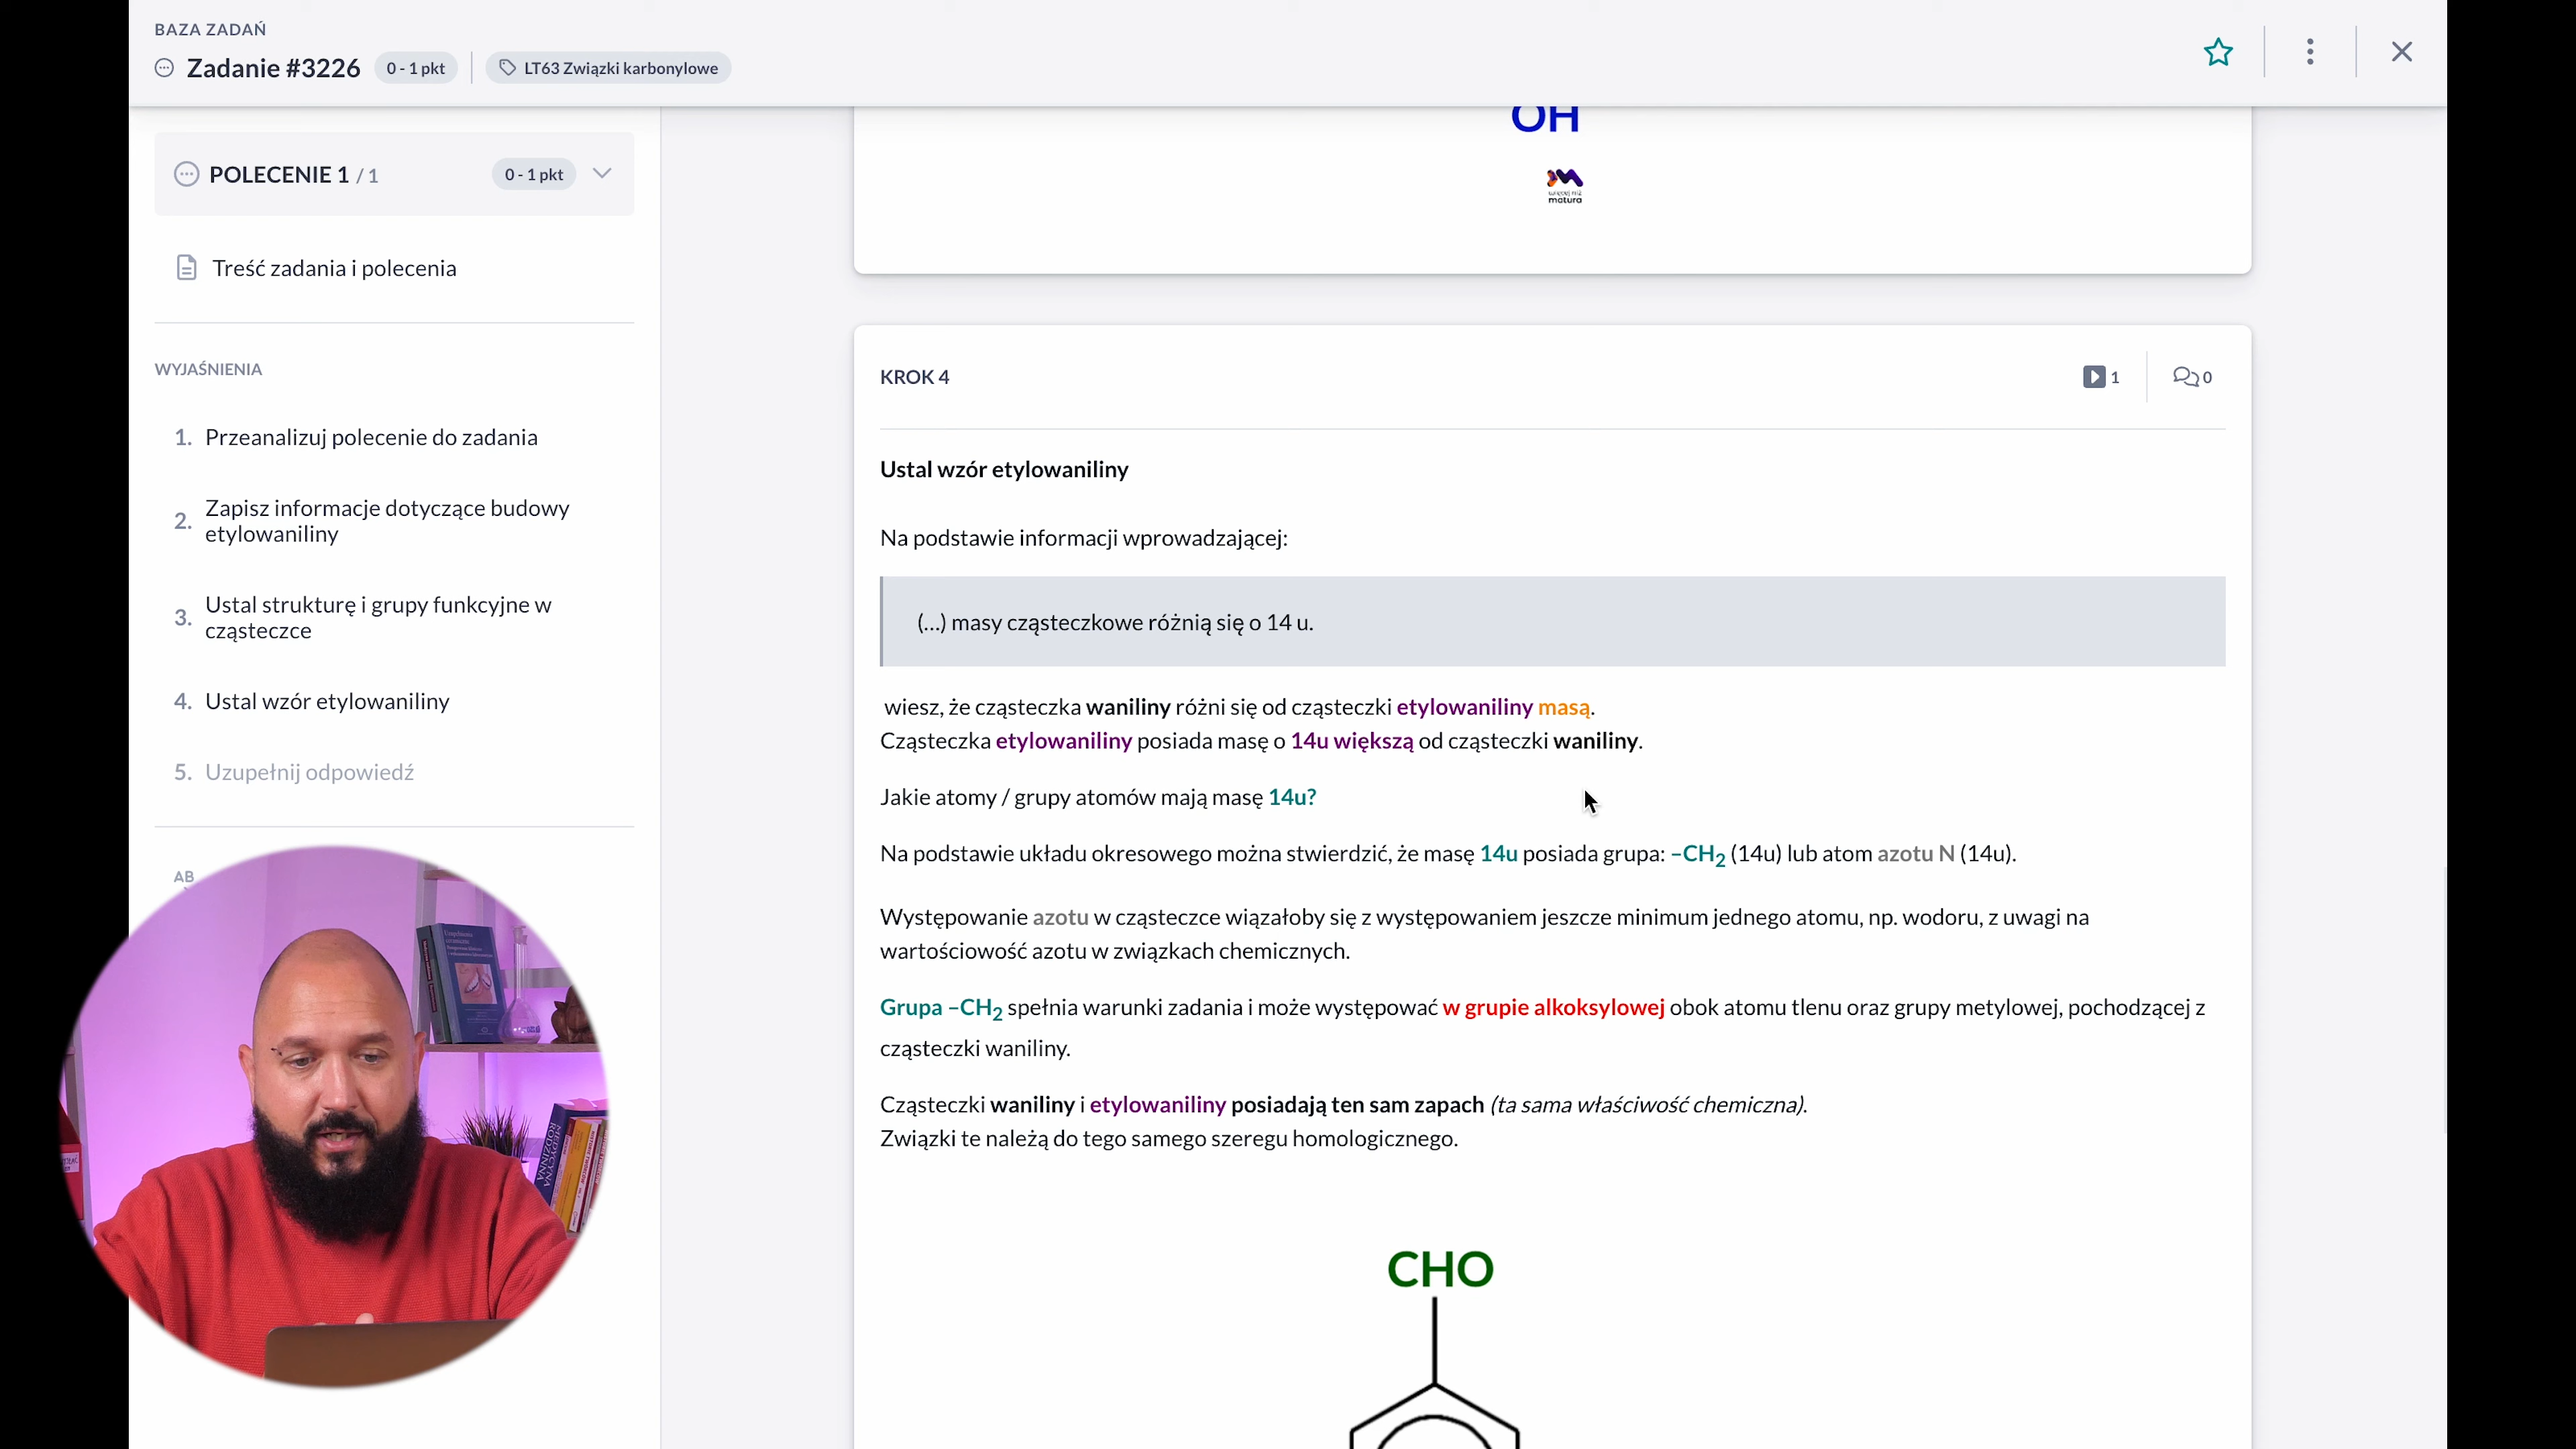 BAZA ZADAŃ
Zadanie #3226
0 - 1 pkt
LT63 Związki karbonylowe
POLECENIE 1 / 1
0 - 1 pkt
Treść zadania i polecenia
WYJAŚNIENIA
1. Przeanalizuj polecenie do zadania
2. Zapisz informacje dotyczące budowy
etylowaniliny
3. Ustal strukturę i grupy funkcyjne w
cząsteczce
4. Ustal wzór etylowaniliny
5. Uzupełnij odpowiedź
AB
OH
więcej niż
matura
KROK 4
1
0
Ustal wzór etylowaniliny
Na podstawie informacji wprowadzającej:
(...) masy cząsteczkowe różnią się o 14 u.
wiesz, że cząsteczka waniliny różni się od cząsteczki etylowaniliny masą.
Cząsteczka etylowaniliny posiada masę o 14u większą od cząsteczki waniliny.
Jakie atomy / grupy atomów mają masę 14u?
Na podstawie układu okresowego można stwierdzić, że masę 14u posiada grupa: –CH₂ (14u) lub atom azotu N (14u).
Występowanie azotu w cząsteczce wiązałoby się z występowaniem jeszcze minimum jednego atomu, np. wodoru, z uwagi na
wartościowość azotu w związkach chemicznych.
Grupa –CH₂ spełnia warunki zadania i może występować w grupie alkoksylowej obok atomu tlenu oraz grupy metylowej, pochodzącej z
cząsteczki waniliny.
Cząsteczki waniliny i etylowaniliny posiadają ten sam zapach (ta sama właściwość chemiczna).
Związki te należą do tego samego szeregu homologicznego.
CHO
MEDYCYNA
RODZINNA